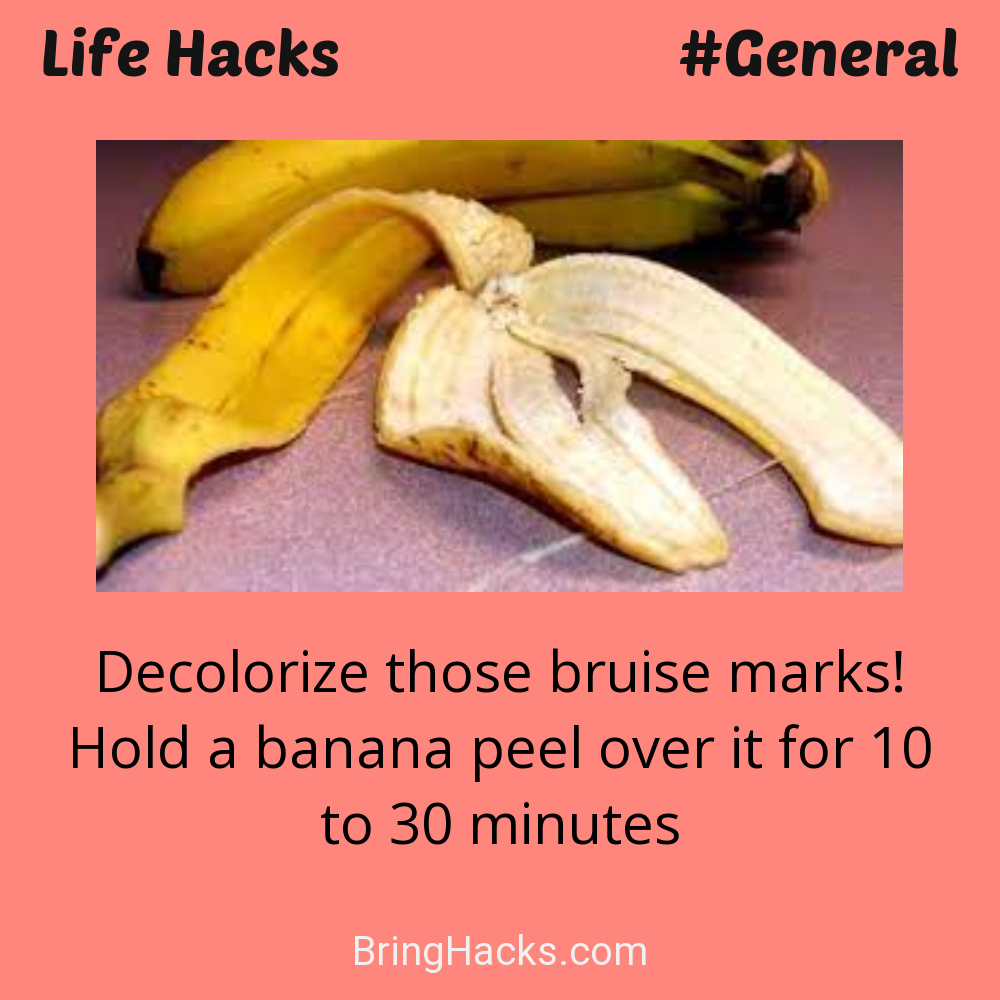 Life Hacks #General
Decolorize those bruise marks!
Hold a banana peel over it for 10
to 30 minutes
BringHacks.com